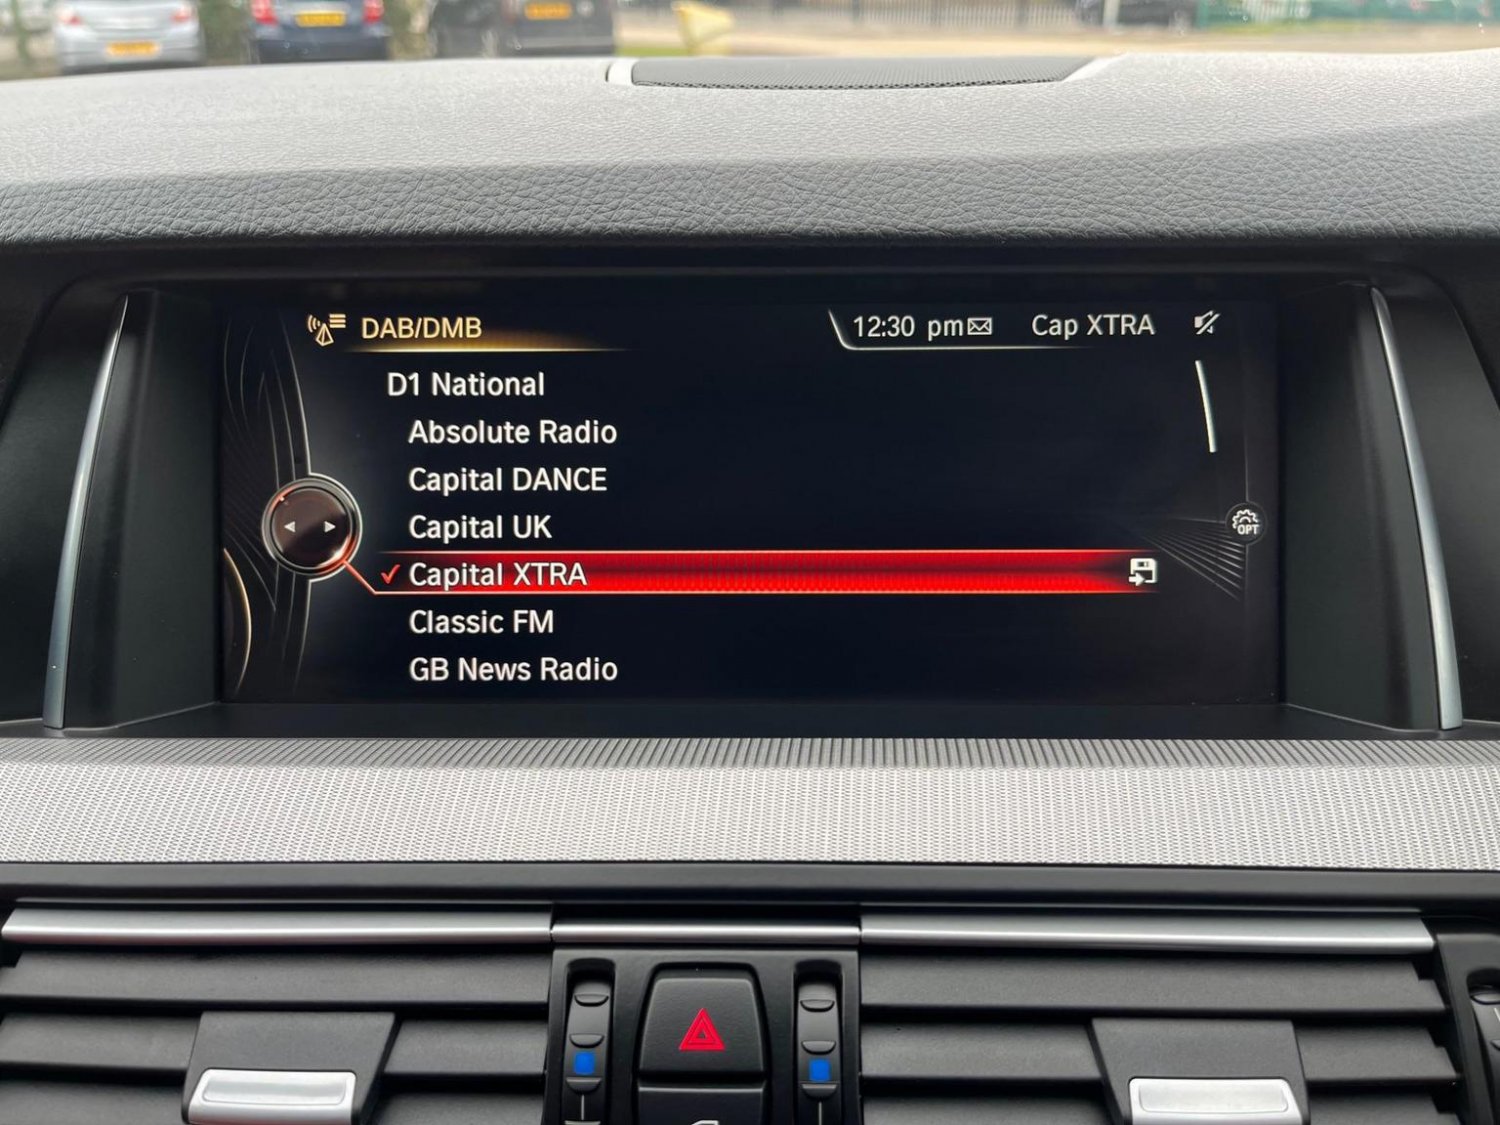 DAB/DMB
12:30 pm Cap XTRA
D1 National
Absolute Radio
Capital DANCE
Capital UK
Capital XTRA
OPT
Classic FM
GB News Radio